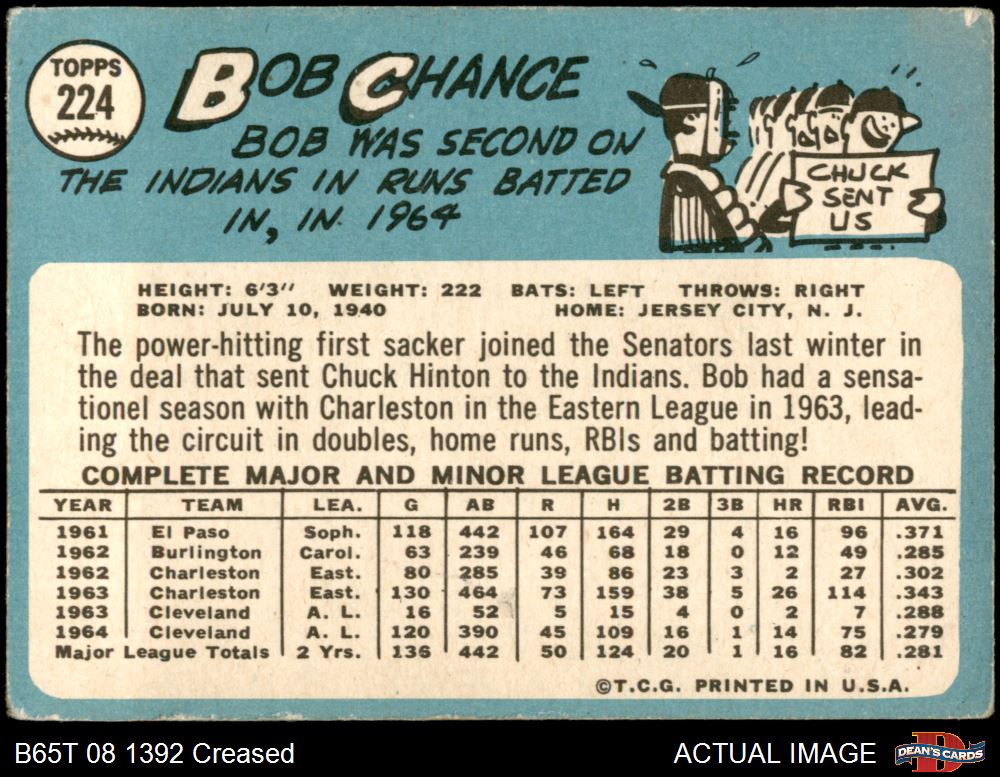 TOPPS
224
BOB CHANCE
BOB WAS SECOND ON
THE INDIANS IN RUNS BATTED
IN, IN 1964
CHUCK
SENT
US
HEIGHT: 6'3" WEIGHT: 222 BATS: LEFT THROWS: RIGHT
BORN: JULY 10, 1940 HOME: JERSEY CITY, N. J.
The power-hitting first sacker joined the Senators last winter in
the deal that sent Chuck Hinton to the Indians. Bob had a sensa-
tionel season with Charleston in the Eastern League in 1963, lead-
ing the circuit in doubles, home runs, RBIs and batting!
COMPLETE MAJOR AND MINOR LEAGUE BATTING RECORD
YEAR TEAM LEA. G AB R H 2B 3B HR RBI AVG.
1961 El Paso Soph. 118 442 107 164 29 4 16 96 .371
1962 Burlington Carol. 63 239 46 68 18 0 12 49 .285
1962 Charleston East. 80 285 39 86 23 3 2 27 .302
1963 Charleston East. 130 464 73 159 38 5 26 114 .343
1963 Cleveland A. L. 16 52 5 15 4 0 2 7 .288
1964 Cleveland A. L. 120 390 45 109 16 1 14 75 .279
Major League Totals 2 Yrs. 136 442 50 124 20 1 16 82 .281
©T.C.G. PRINTED IN U.S.A.
B65T 08 1392 Creased ACTUAL IMAGE
DEAN'S CARDS